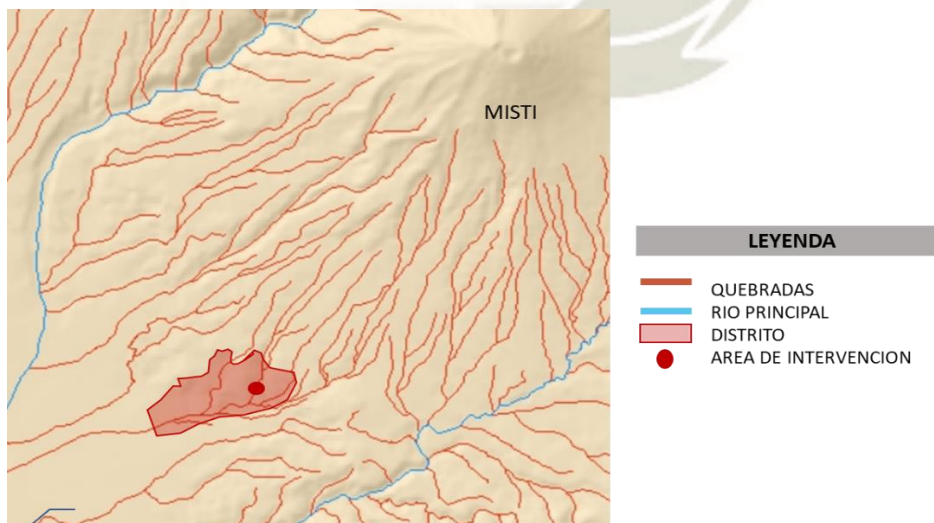 MISTI
LEYENDA
QUEBRADAS
RIO PRINCIPAL
DISTRITO
AREA DE INTERVENCION